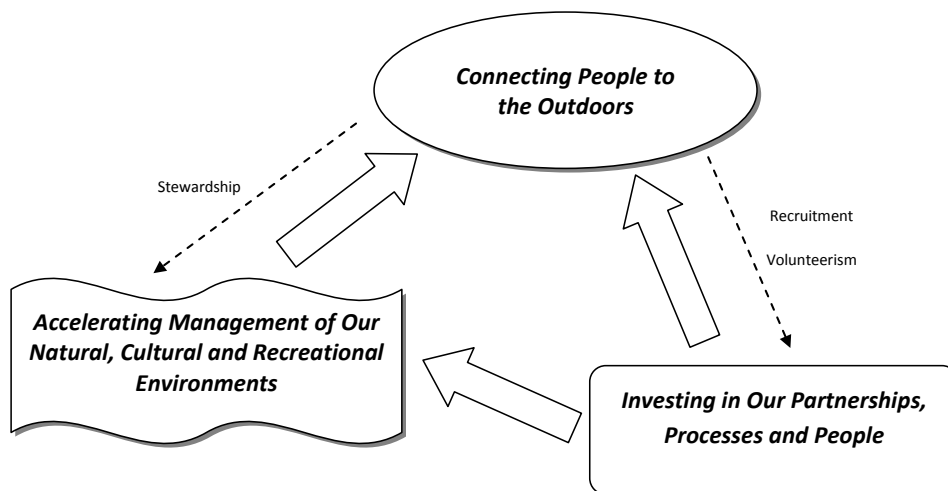 Connecting People to
the Outdoors
Stewardship
Recruitment
Volunteerism
Accelerating Management of Our
Natural, Cultural and Recreational
Environments
Investing in Our Partnerships,
Processes and People